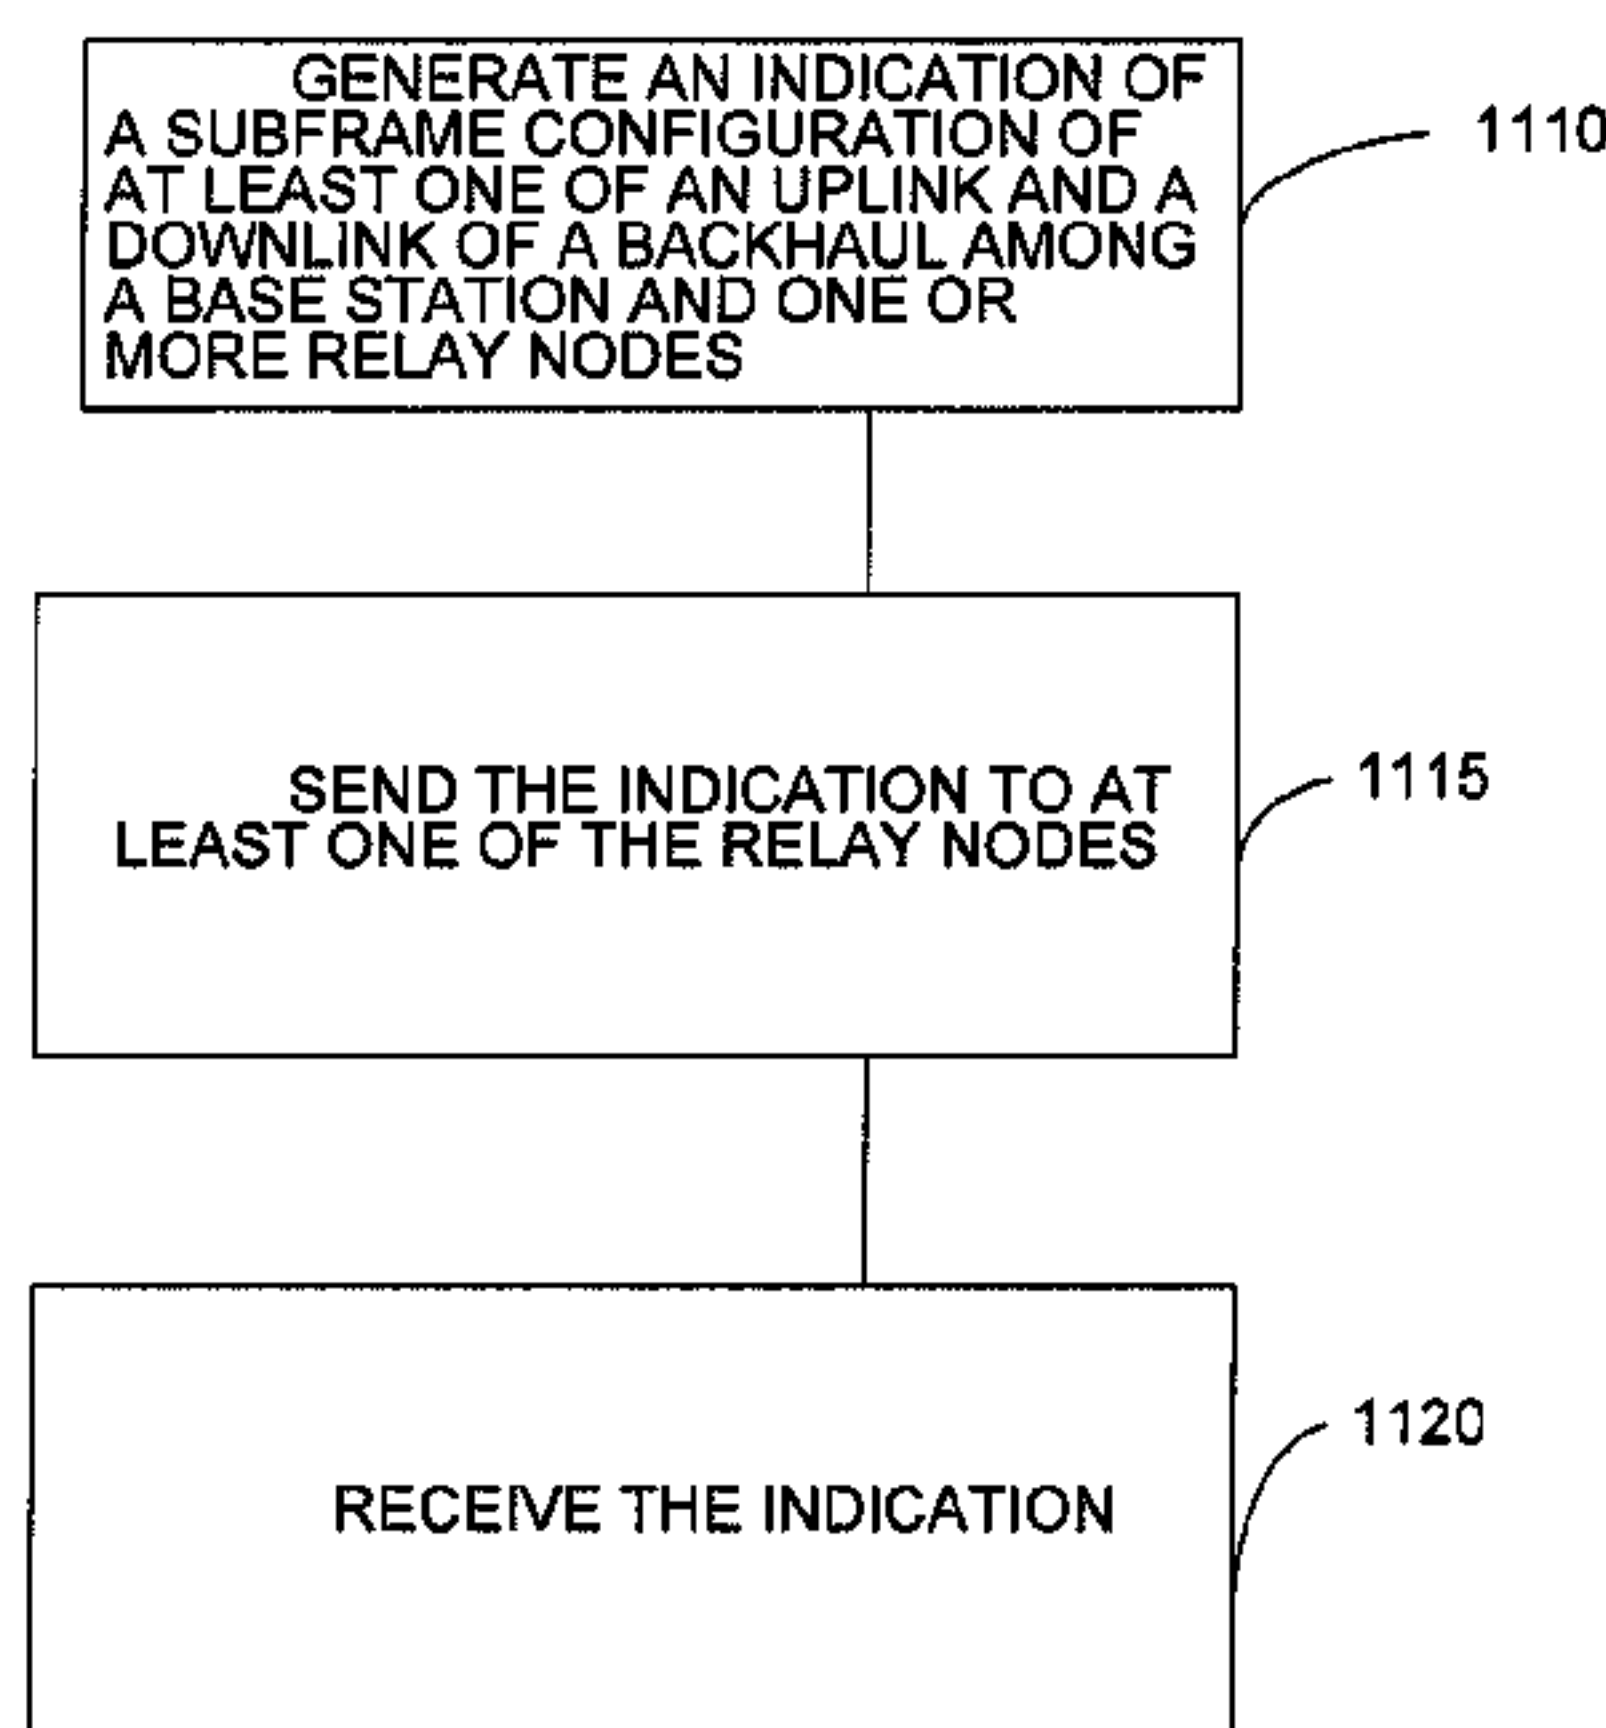 GENERATE AN INDICATION OF
A SUBFRAME CONFIGURATION OF
AT LEAST ONE OF AN UPLINK AND A
DOWNLINK OF A BACKHAUL AMONG
A BASE STATION AND ONE OR
MORE RELAY NODES
1110
SEND THE INDICATION TO AT
LEAST ONE OF THE RELAY NODES
1115
RECEIVE THE INDICATION
1120